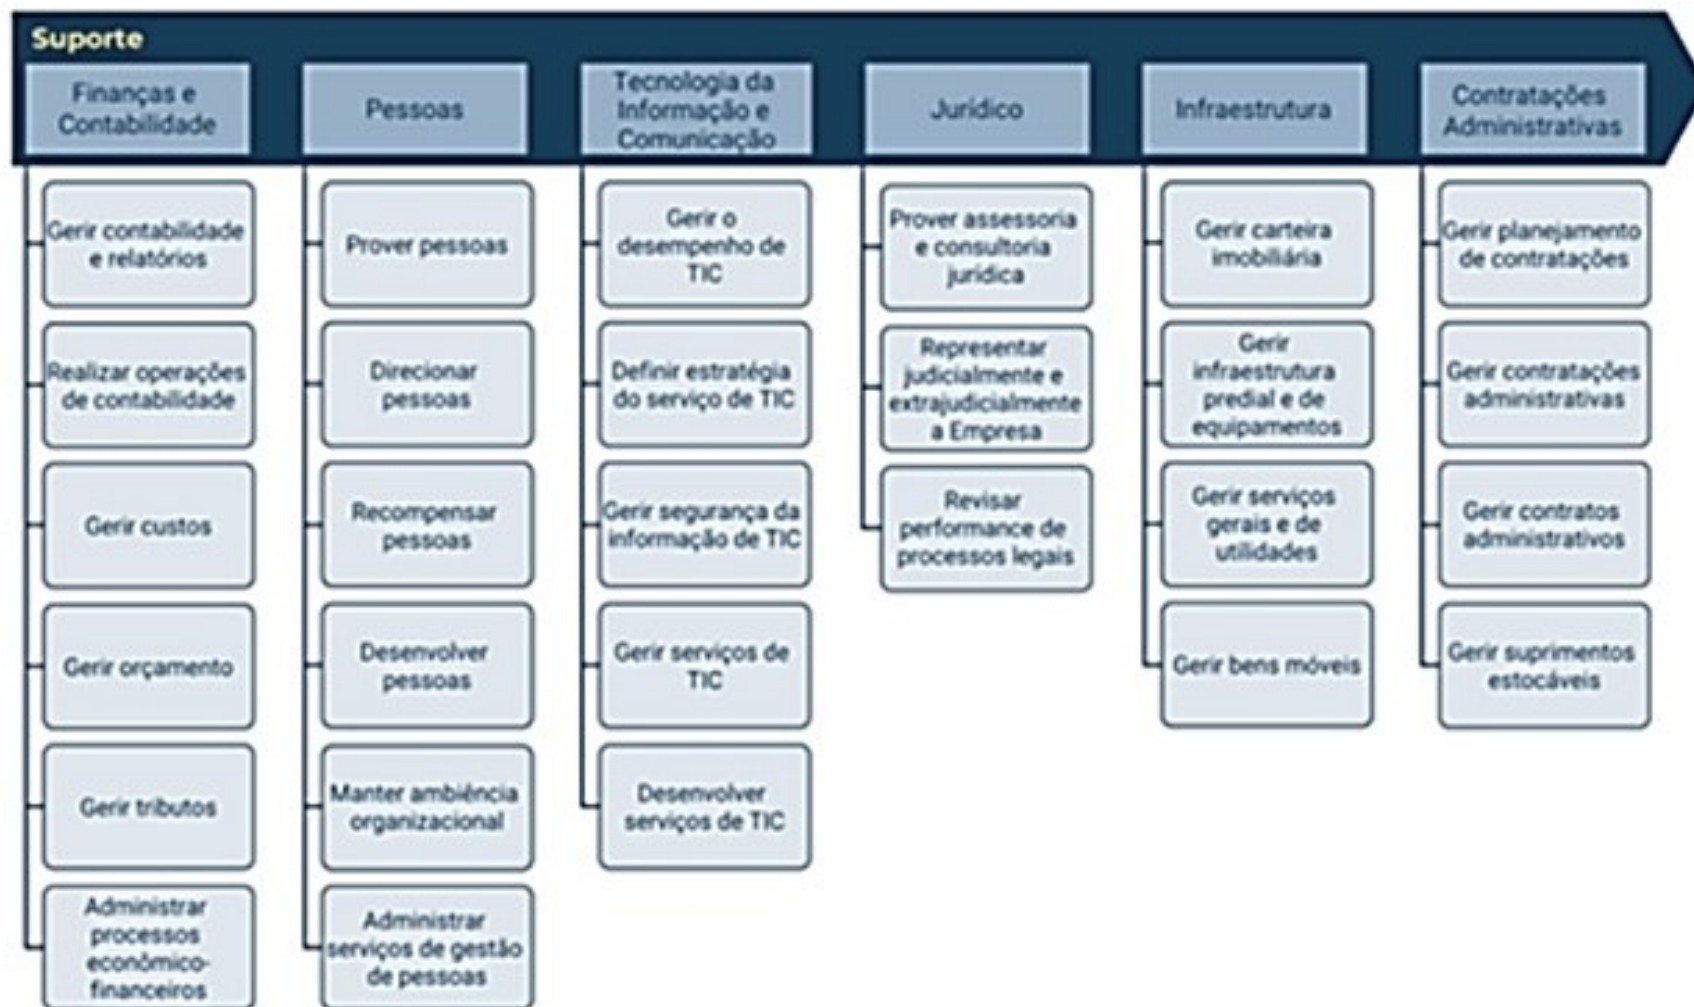 Suporte
Finanças e
Contabilidade
Gerir contabilidade
e relatórios
Realizar operações
de contabilidade
Gerir custos
Gerir orçamento
Gerir tributos
Administrar
processos
econômico-
financeiros
Pessoas
Prover pessoas
Direcionar
pessoas
Recompensar
pessoas
Desenvolver
pessoas
Manter ambiência
organizacional
Administrar
serviços de gestão
de pessoas
Tecnologia da
Informação e
Comunicação
Gerir o
desempenho de
TIC
Definir estratégia
do serviço de TIC
Gerir segurança da
informação de TIC
Gerir serviços de
TIC
Desenvolver
serviços de TIC
Jurídico
Prover assessoria
e consultoria
jurídica
Representar
judicialmente e
extrajudicialmente
a Empresa
Revisar
performance de
processos legais
Infraestrutura
Gerir carteira
imobiliária
Gerir
infraestrutura
predial e de
equipamentos
Gerir serviços
gerais e de
utilidades
Gerir bens móveis
Contratações
Administrativas
Gerir planejamento
de contratações
Gerir contratações
administrativas
Gerir contratos
administrativos
Gerir suprimentos
estocáveis